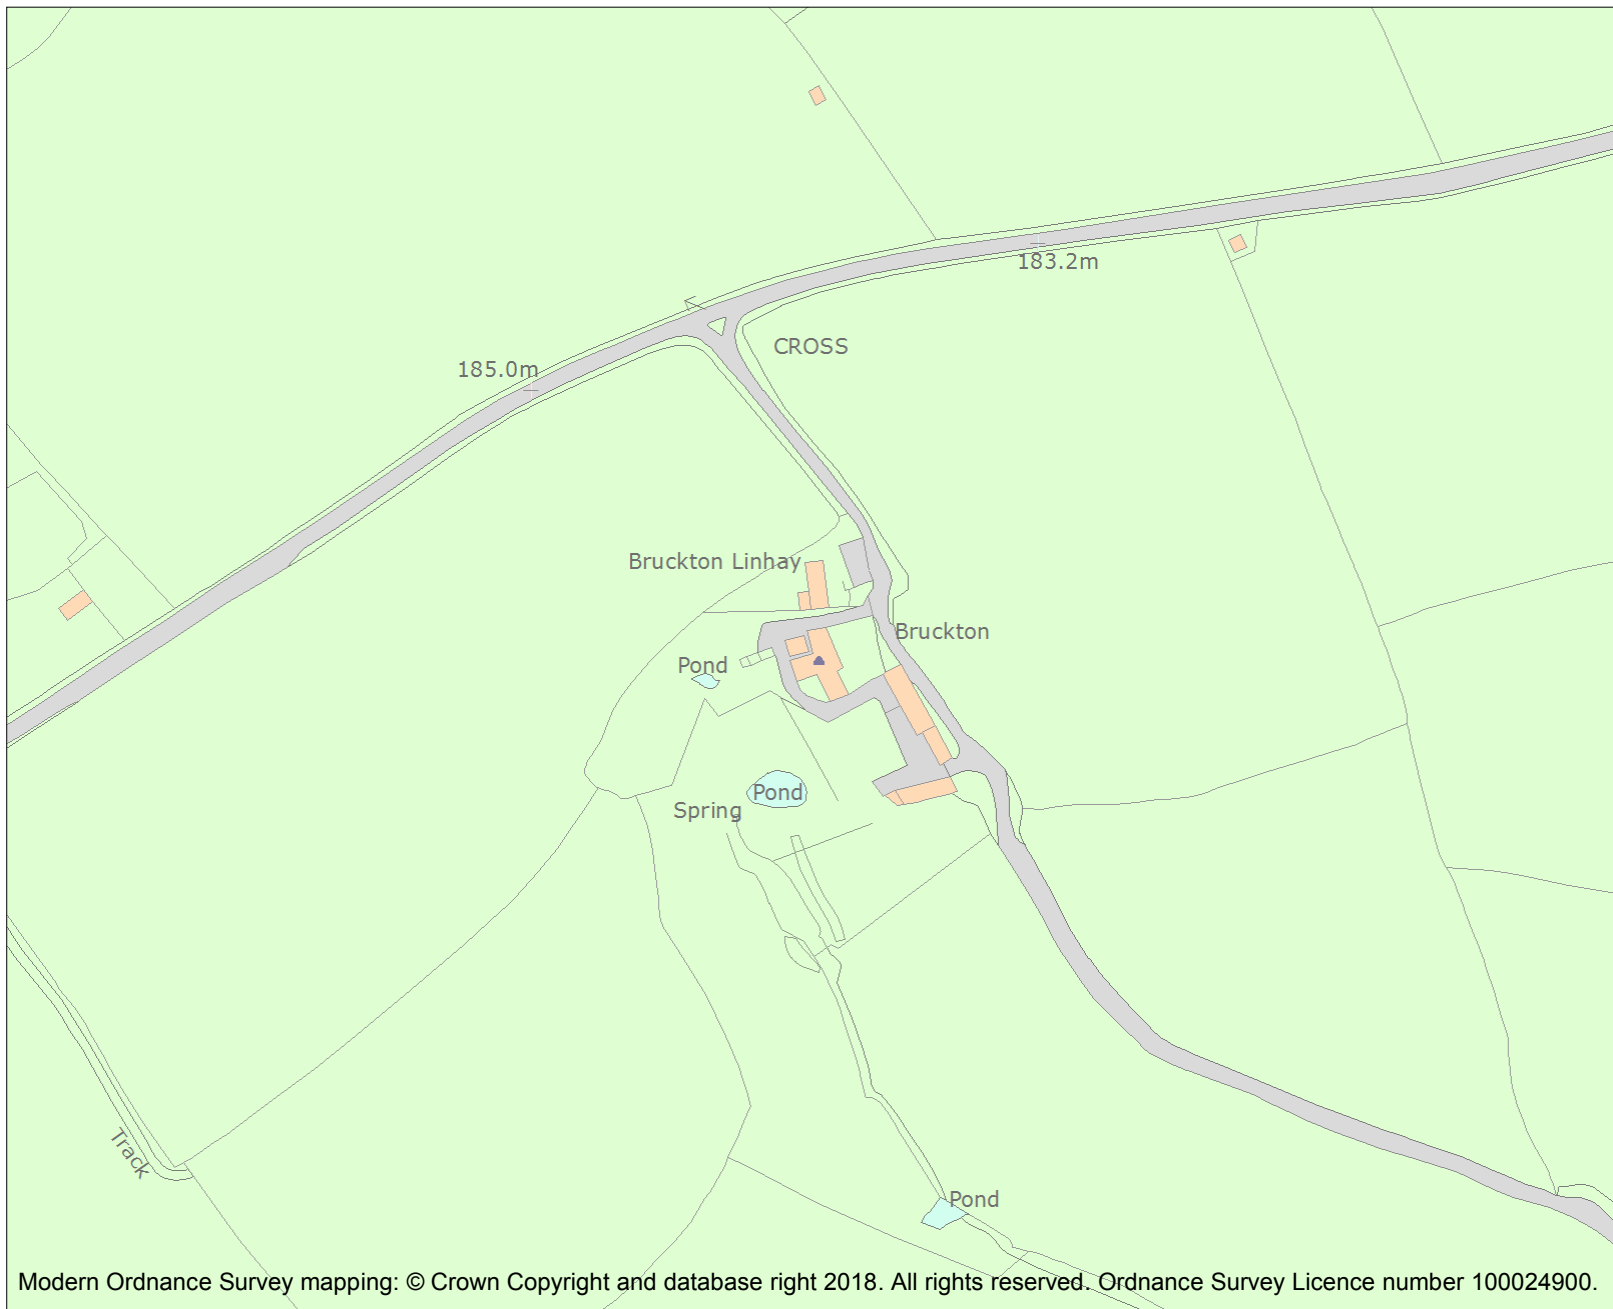 183.2m
CROSS
185.0m
Bruckton Linhay
Bruckton
Pond
Pond
Spring
Track
Pond
Modern Ordnance Survey mapping: © Crown Copyright and database right 2018. All rights reserved. Ordnance Survey Licence number 100024900.